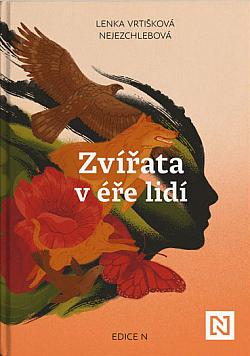 LENKA VRTIŠKOVÁ
NEJEZCHLEBOVÁ
Zvířata
v éře lidí
N
EDICE N